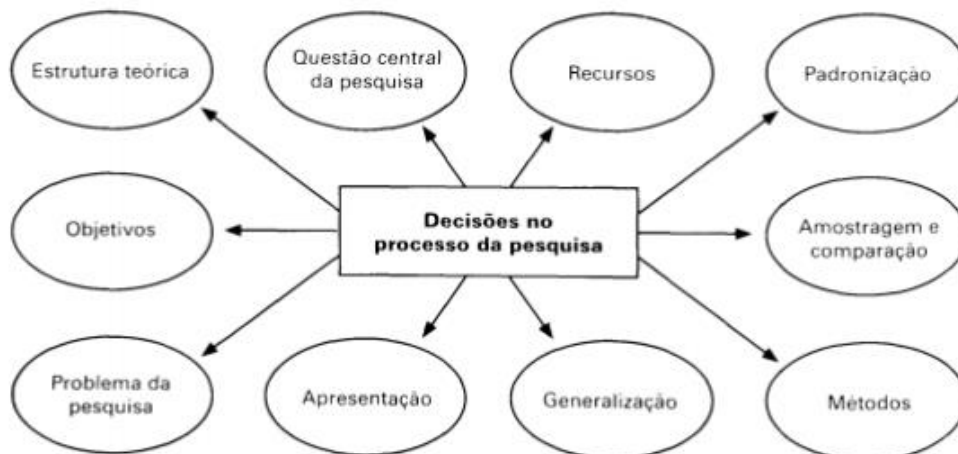 Estrutura teórica
Questão central
da pesquisa
Recursos
Padronização
Objetivos
Decisões no
processo da pesquisa
Amostragem e
comparação
Problema da
pesquisa
Apresentação
Generalização
Métodos